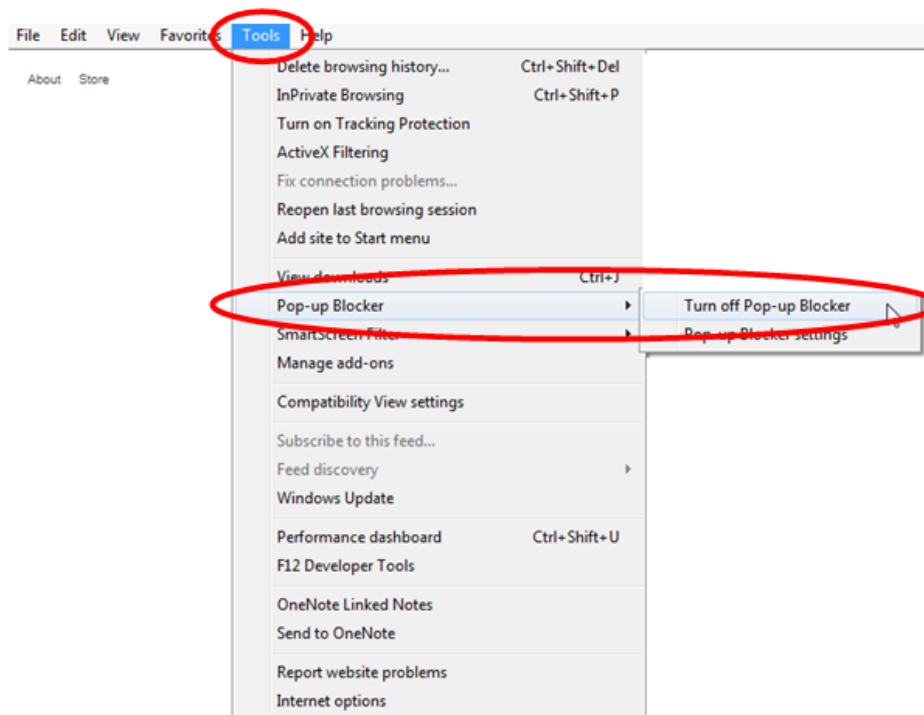 File Edit View Favorites Tools Help
About Store
Delete browsing history... Ctrl+Shift+Del
InPrivate Browsing Ctrl+Shift+P
Turn on Tracking Protection
ActiveX Filtering
Fix connection problems...
Reopen last browsing session
Add site to Start menu
View downloads Ctrl+J
Pop-up Blocker Turn off Pop-up Blocker
SmartScreen Filter Pop-up Blocker settings
Manage add-ons
Compatibility View settings
Subscribe to this feed...
Feed discovery
Windows Update
Performance dashboard Ctrl+Shift+U
F12 Developer Tools
OneNote Linked Notes
Send to OneNote
Report website problems
Internet options